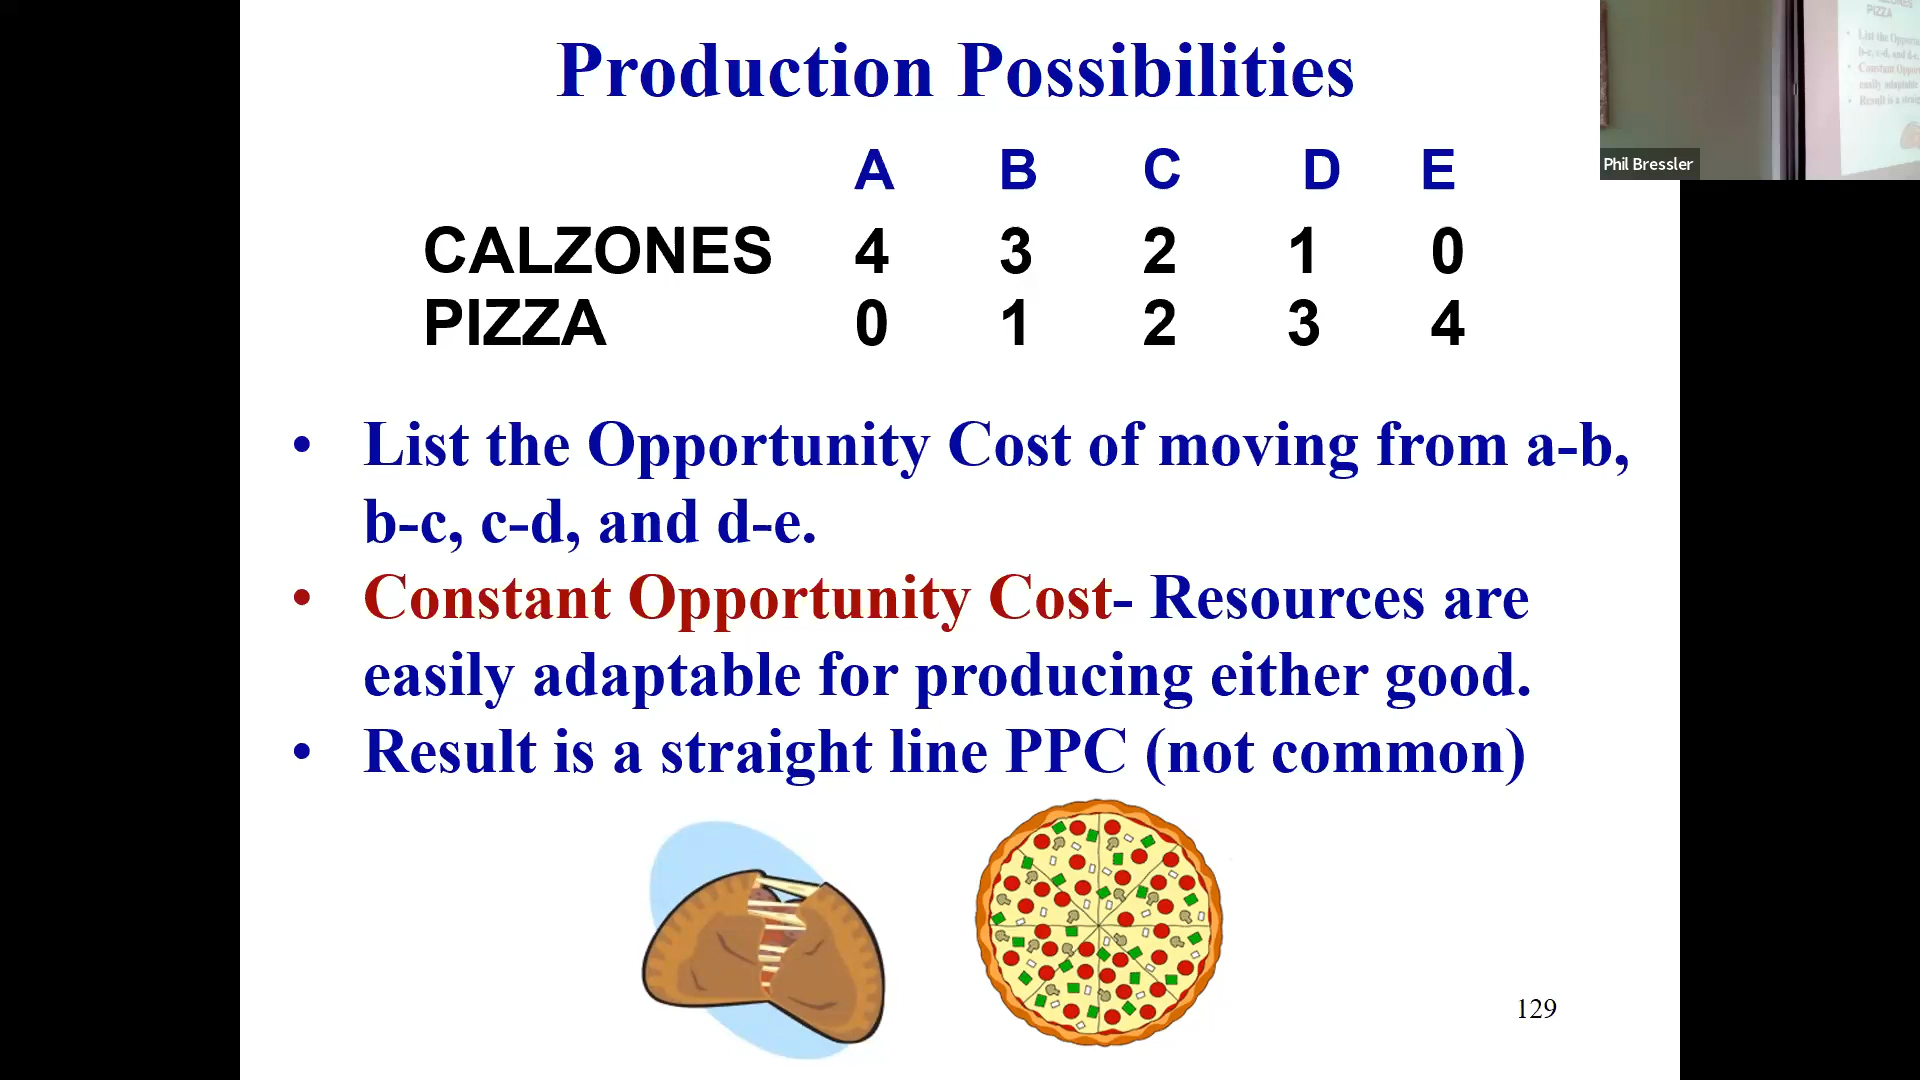 Production Possibilities
A B C D E
CALZONES 4 3 2 1 0
PIZZA 0 1 2 3 4
• List the Opportunity Cost of moving from a-b,
b-c, c-d, and d-e.
• Constant Opportunity Cost- Resources are
easily adaptable for producing either good.
• Result is a straight line PPC (not common)
129
PIZZA
Phil Bressler